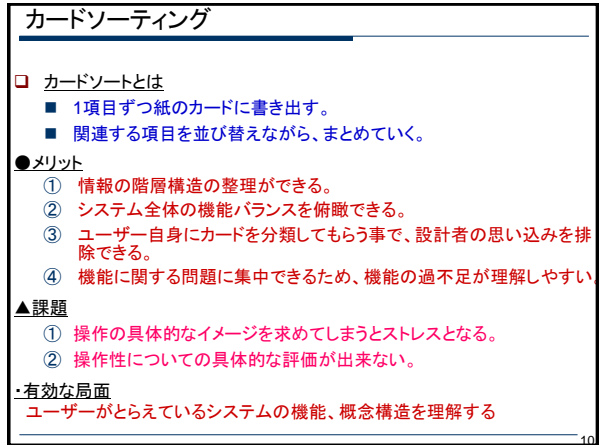 カードソーティング
❑ カードソートとは
■ 1項目ずつ紙のカードに書き出す。
■ 関連する項目を並び替えながら、まとめていく。
●メリット
① 情報の階層構造の整理ができる。
② システム全体の機能バランスを俯瞰できる。
③ ユーザー自身にカードを分類してもらう事で、設計者の思い込みを排
除できる。
④ 機能に関する問題に集中できるため、機能の過不足が理解しやすい。
▲課題
① 操作の具体的なイメージを求めてしまうとストレスとなる。
② 操作性についての具体的な評価が出来ない。
・有効な局面
ユーザーがとらえているシステムの機能、概念構造を理解する
10